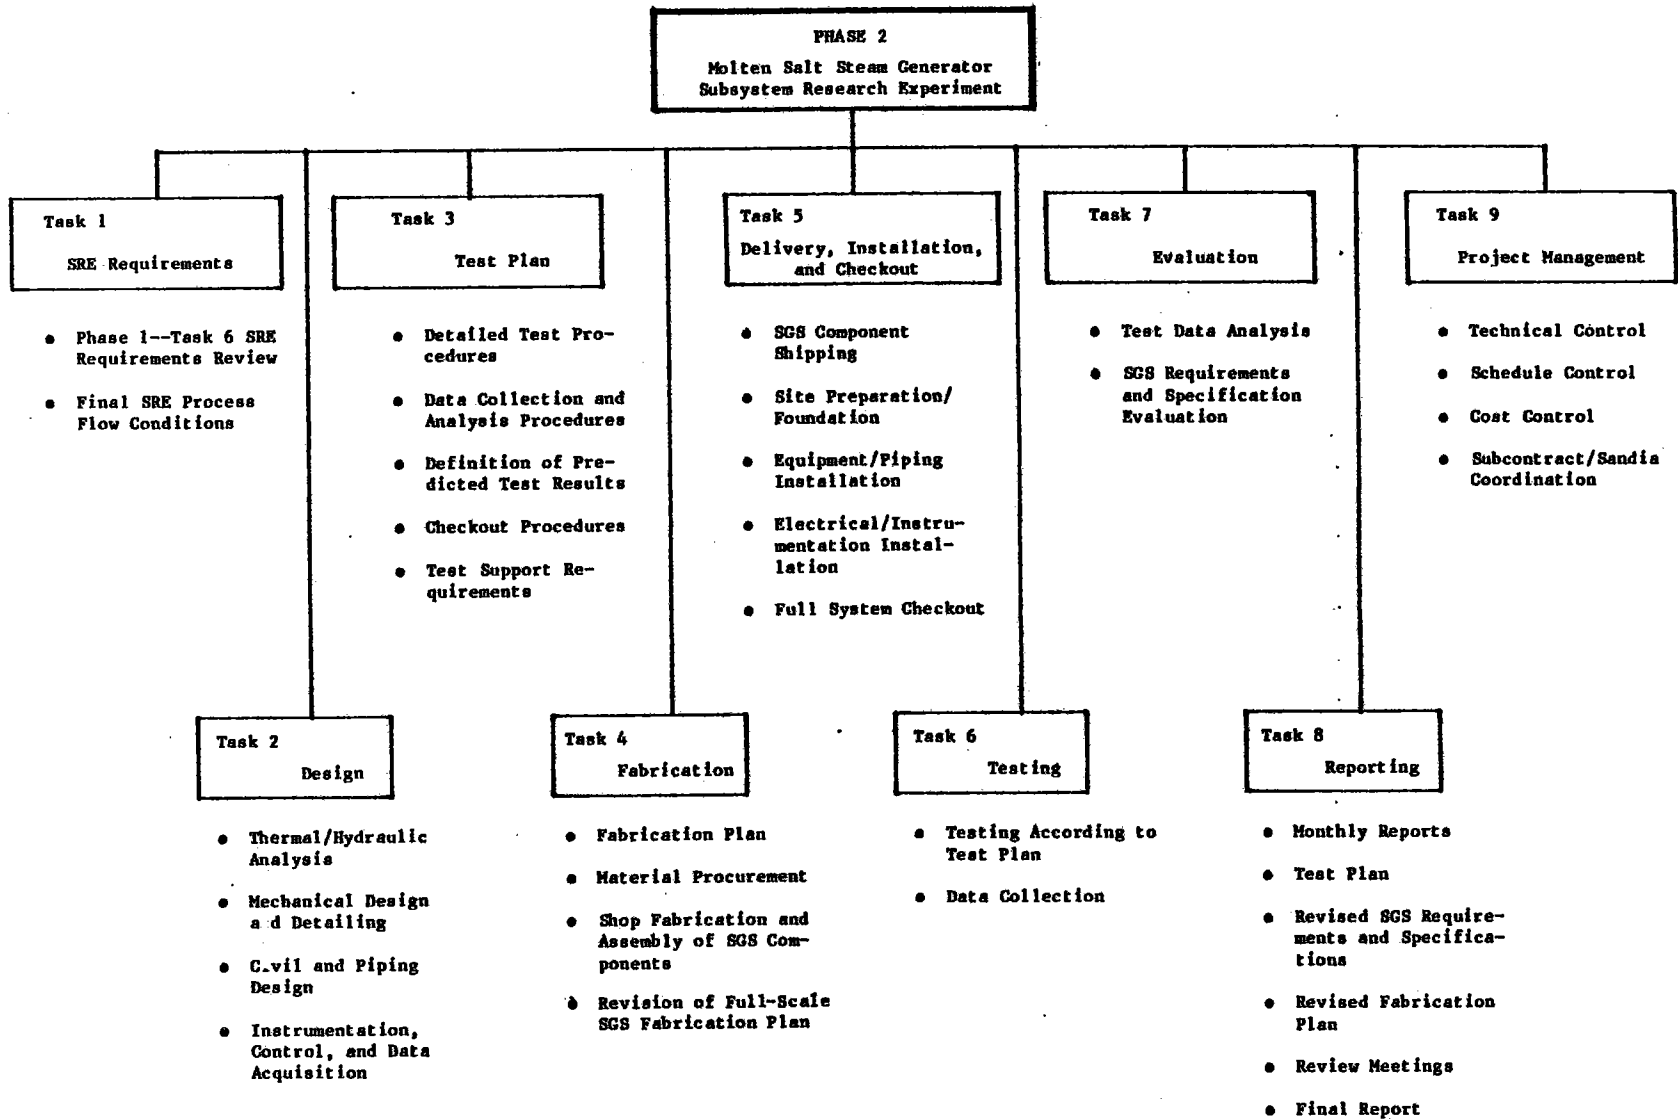 PHASE 2
Molten Salt Steam Generator
Subsystem Research Experiment
Task 1
SRE Requirements
• Phase 1--Task 6 SRE
Requirements Review
• Final SRE Process
Flow Conditions
Task 3
Test Plan
• Detailed Test Pro-
cedures
• Data Collection and
Analysis Procedures
• Definition of Pre-
dicted Test Results
• Checkout Procedures
• Test Support Re-
quirements
Task 5
Delivery, Installation,
and Checkout
• SGS Component
Shipping
• Site Preparation/
Foundation
• Equipment/Piping
Installation
• Electrical/Instru-
mentation Instal-
lation
• Full System Checkout
Task 7
Evaluation
• Test Data Analysis
• SGS Requirements
and Specification
Evaluation
Task 9
Project Management
• Technical Control
• Schedule Control
• Cost Control
• Subcontract/Sandia
Coordination
Task 2
Design
• Thermal/Hydraulic
Analysis
• Mechanical Design
a d Detailing
• C.vil and Piping
Design
• Instrumentation,
Control, and Data
Acquisition
Task 4
Fabrication
• Fabrication Plan
• Material Procurement
• Shop Fabrication and
Assembly of SGS Com-
ponents
• Revision of Full-Scale
SGS Fabrication Plan
Task 6
Testing
• Testing According to
Test Plan
• Data Collection
Task 8
Reporting
• Monthly Reports
• Test Plan
• Revised SGS Require-
ments and Specifica-
tions
• Revised Fabrication
Plan
• Review Meetings
• Final Report